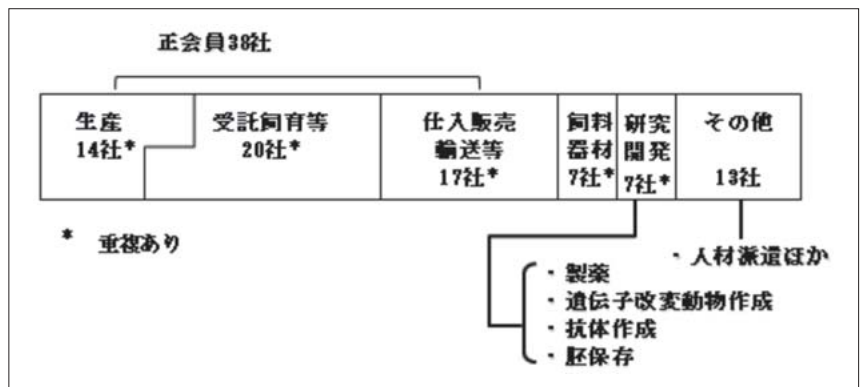 正会員38社
生産
14社*
受託飼育等
20社*
仕入販売
輸送等
17社*
飼料
器材
7社*
研究
開発
7社*
その他
13社
* 重複あり
・人材派遣ほか
・製薬
・遺伝子改変動物作成
・抗体作成
・胚保存